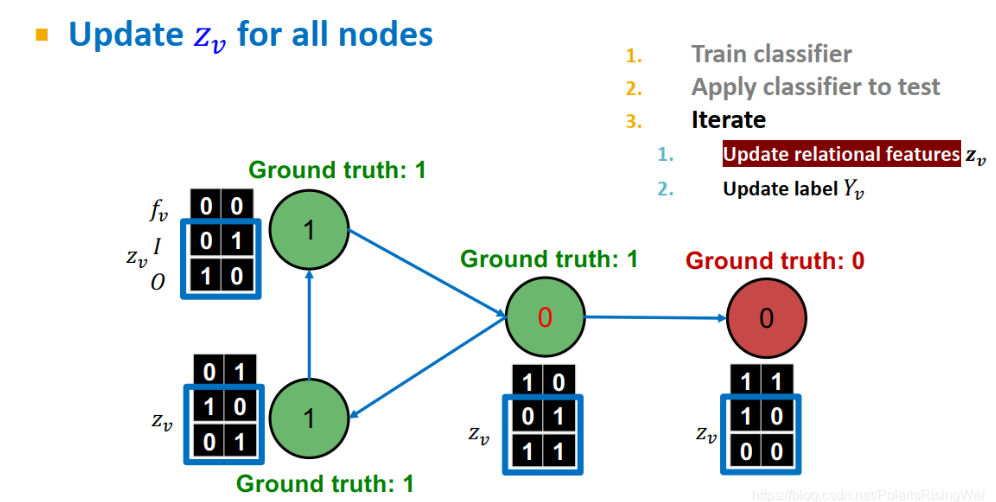 Update z_v for all nodes
1. Train classifier
2. Apply classifier to test
3. Iterate
1. Update relational features z_v
2. Update label Y_v
Ground truth: 1
f_v 0 0
z_v I 0 1
O 1 0
1
Ground truth: 1
0
Ground truth: 0
0
0 1
z_v 1 0
0 1
1
Ground truth: 1
1 0
z_v 0 1
1 1
1 1
z_v 1 0
0 0
https://blog.csdn.net/PolarisRisingWar